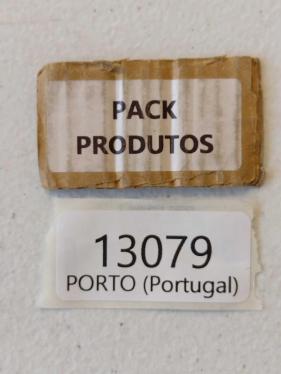 PACK
PRODUTOS
13079
PORTO (Portugal)